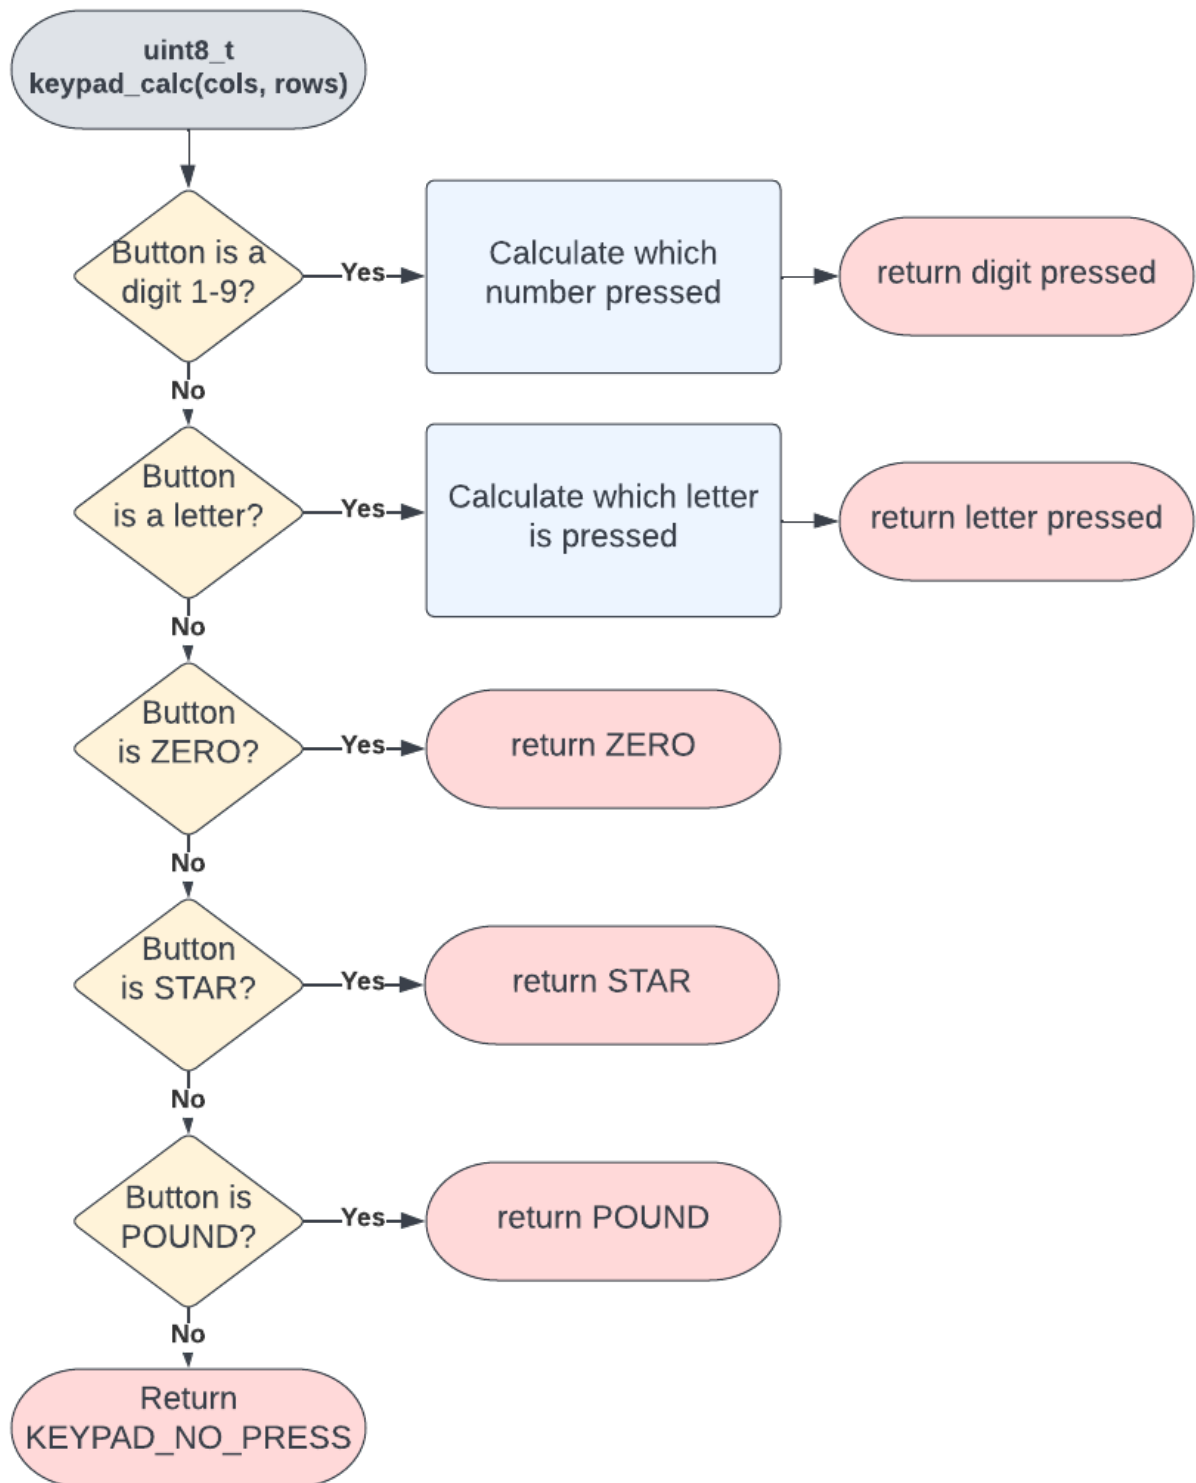 uint8_t
keypad_calc(cols, rows)
Button is a
digit 1-9?
Yes
Calculate which
number pressed
return digit pressed
No
Button
is a letter?
Yes
Calculate which letter
is pressed
return letter pressed
No
Button
is ZERO?
Yes
return ZERO
No
Button
is STAR?
Yes
return STAR
No
Button is
POUND?
Yes
return POUND
No
Return
KEYPAD_NO_PRESS